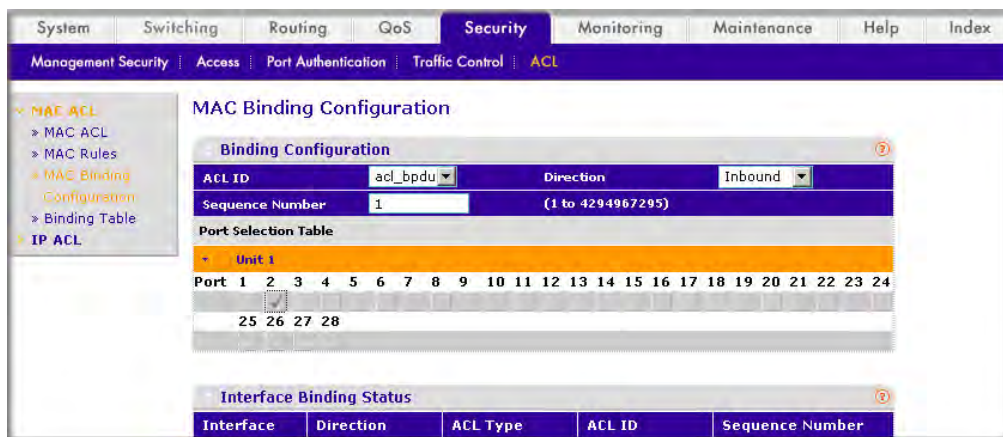 System Switching Routing QoS Security Monitoring Maintenance Help Index
Management Security Access Port Authentication Traffic Control ACL
MAC ACL
» MAC ACL
» MAC Rules
» MAC Binding
Configuration
» Binding Table
IP ACL
MAC Binding Configuration
Binding Configuration
ACL ID acl_bpdu Direction Inbound
Sequence Number 1 (1 to 4294967295)
Port Selection Table
Unit 1
Port 1 2 3 4 5 6 7 8 9 10 11 12 13 14 15 16 17 18 19 20 21 22 23 24
25 26 27 28
Interface Binding Status
Interface Direction ACL Type ACL ID Sequence Number